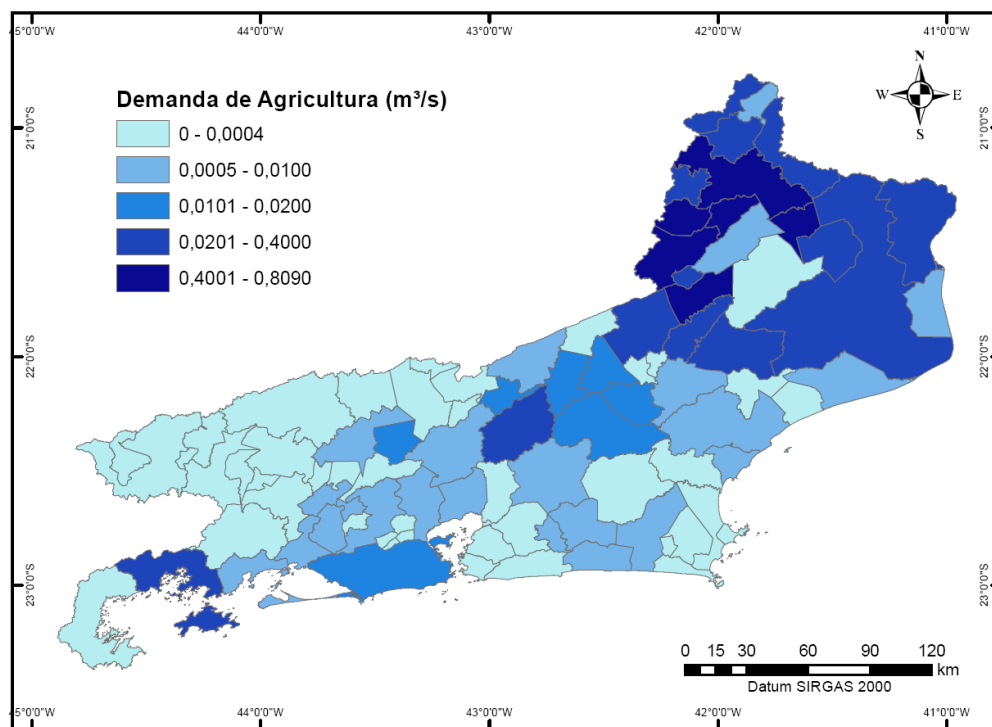 45°0'0"W 44°0'0"W 43°0'0"W 42°0'0"W 41°0'0"W
N
W E
S
Demanda de Agricultura (m³/s)
0 - 0,0004
0,0005 - 0,0100
0,0101 - 0,0200
0,0201 - 0,4000
0,4001 - 0,8090
21°0'0"S 21°0'0"S
22°0'0"S 22°0'0"S
23°0'0"S 23°0'0"S
0 15 30 60 90 120
km
Datum SIRGAS 2000
45°0'0"W 44°0'0"W 43°0'0"W 42°0'0"W 41°0'0"W